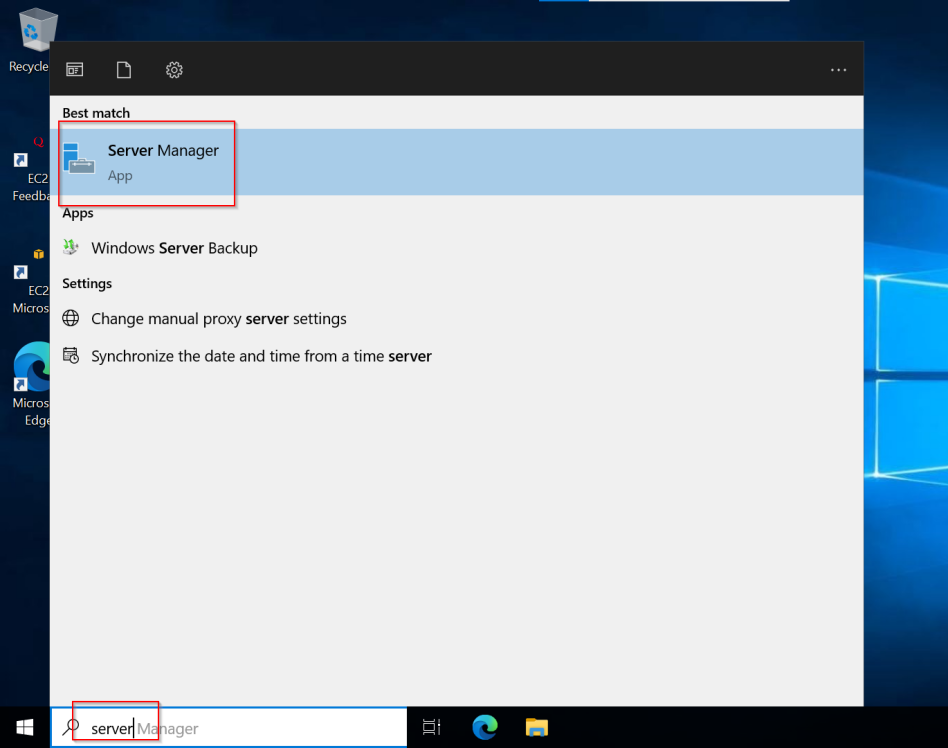 Recycle
Best match
Server Manager
App
EC2
Feedba
Apps
Windows Server Backup
Settings
EC2
Micros
Change manual proxy server settings
Synchronize the date and time from a time server
Micros
Edge
server Manager